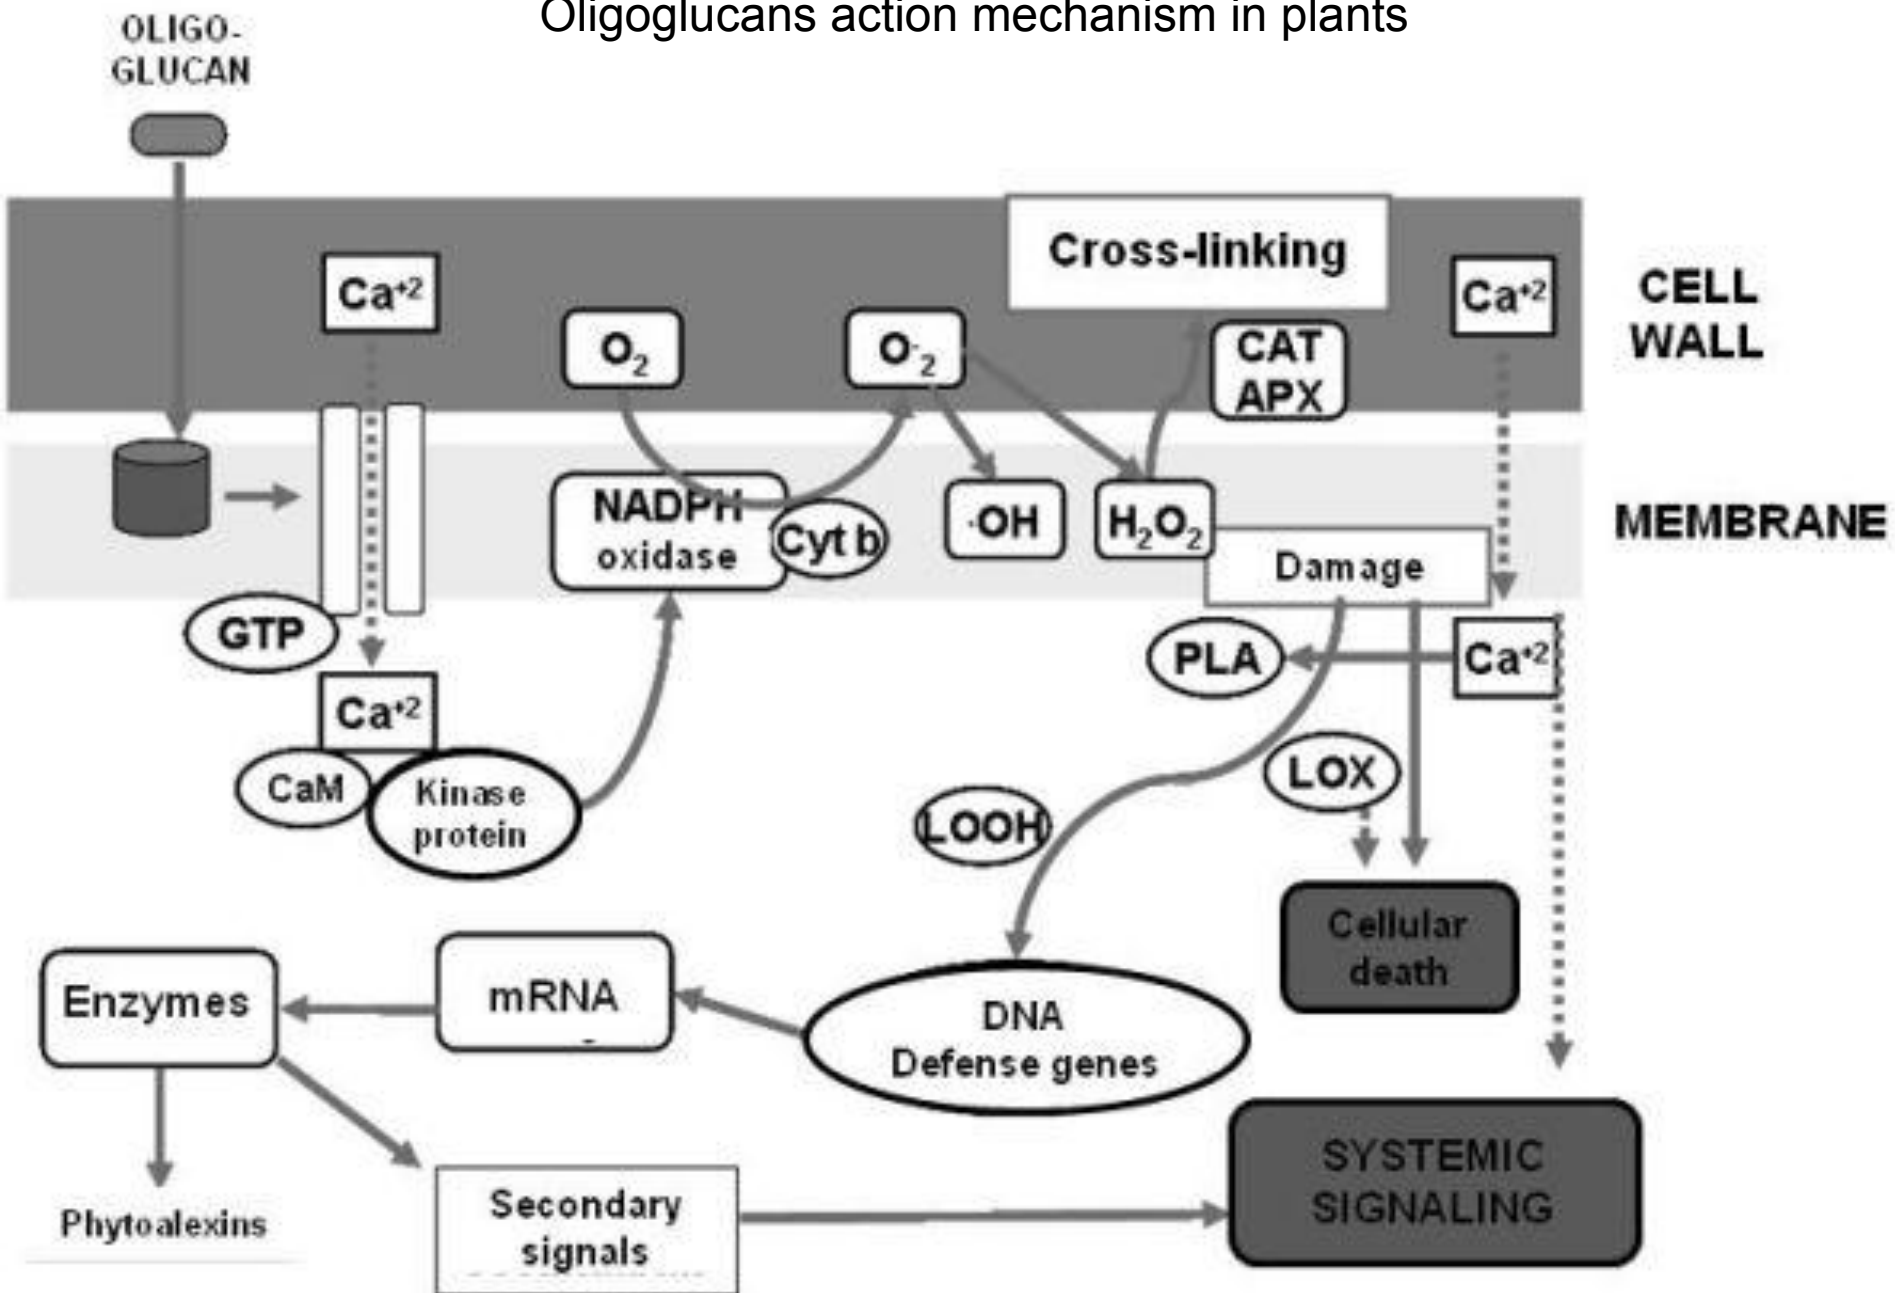 Oligoglucans action mechanism in plants
OLIGO-
GLUCAN
Ca⁺²
O₂
O⁻₂
Cross-linking
CAT
APX
Ca⁺²
CELL
WALL
NADPH
oxidase
Cyt b
·OH
H₂O₂
Damage
MEMBRANE
GTP
Ca⁺²
CaM
Kinase
protein
PLA
Ca⁺²
LOX
LOOH
Cellular
death
Enzymes
mRNA
DNA
Defense genes
Phytoalexins
Secondary
signals
SYSTEMIC
SIGNALING